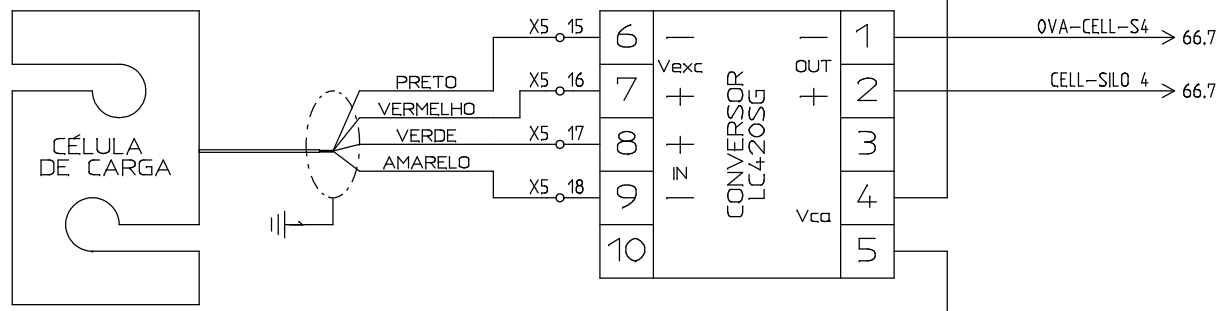 CÉLULA
DE CARGA
PRETO
VERMELHO
VERDE
AMARELO
X5 15
X5 16
X5 17
X5 18
6
7
8
9
10
Vexc
IN
CONVERSOR
LC420SG
OUT
Vca
1
2
3
4
5
0VA-CELL-S4
66.7
CELL-SILO 4
66.7